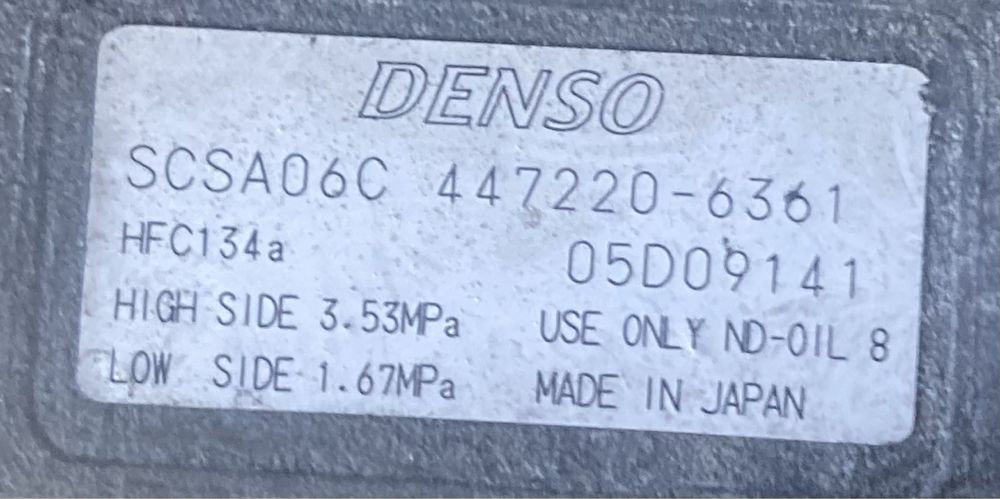 DENSO
SCSA06C 447220-6361
HFC134a 05D09141
HIGH SIDE 3.53MPa USE ONLY ND-OIL 8
LOW SIDE 1.67MPa MADE IN JAPAN